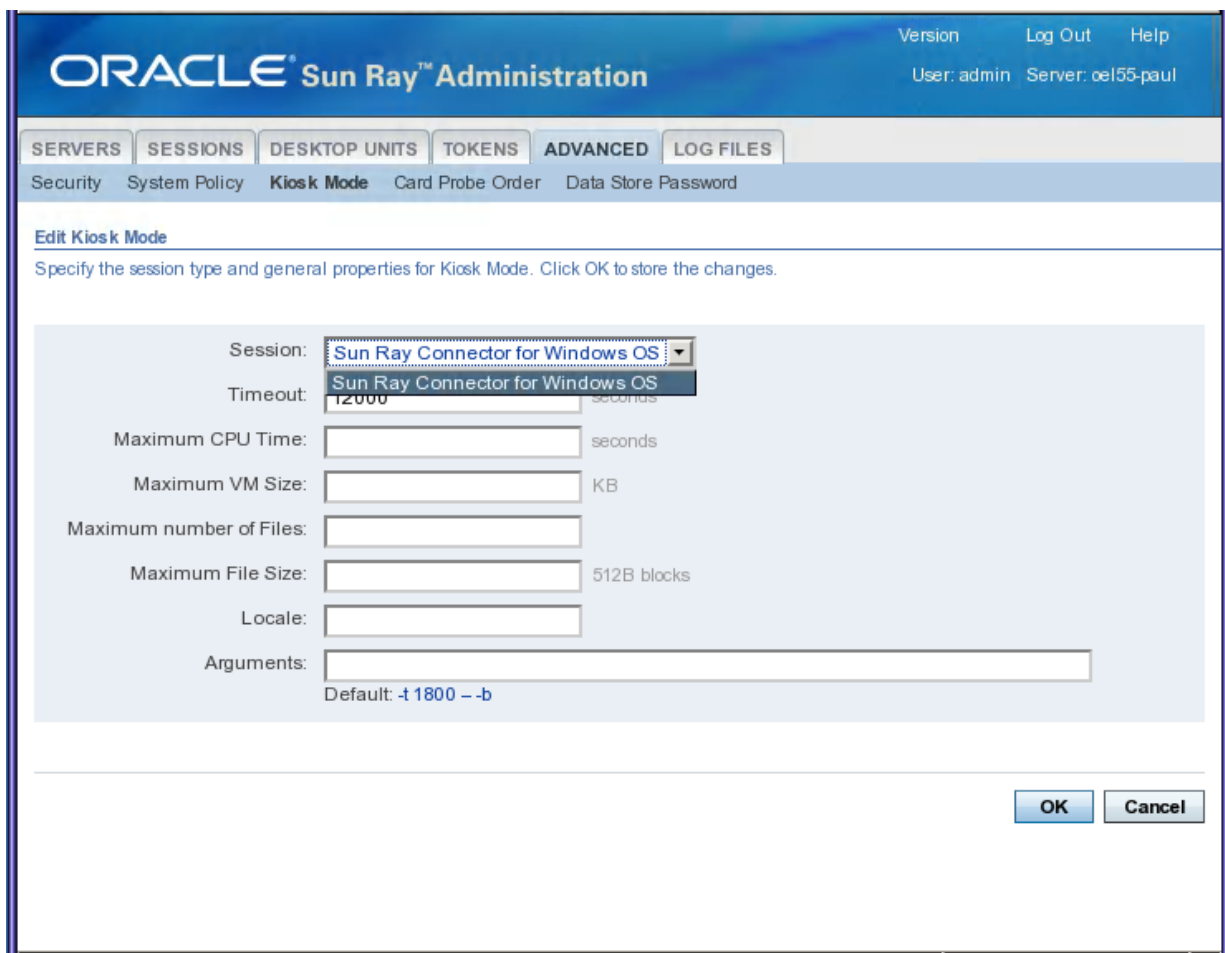 Version Log Out Help
ORACLE® Sun Ray™ Administration
User: admin Server: oel55-paul
SERVERS SESSIONS DESKTOP UNITS TOKENS ADVANCED LOG FILES
Security System Policy Kiosk Mode Card Probe Order Data Store Password
Edit Kiosk Mode
Specify the session type and general properties for Kiosk Mode. Click OK to store the changes.
Session: Sun Ray Connector for Windows OS
Sun Ray Connector for Windows OS
Timeout: 12000 seconds
Maximum CPU Time: seconds
Maximum VM Size: KB
Maximum number of Files:
Maximum File Size: 512B blocks
Locale:
Arguments:
Default: -t 1800 – -b
OK Cancel